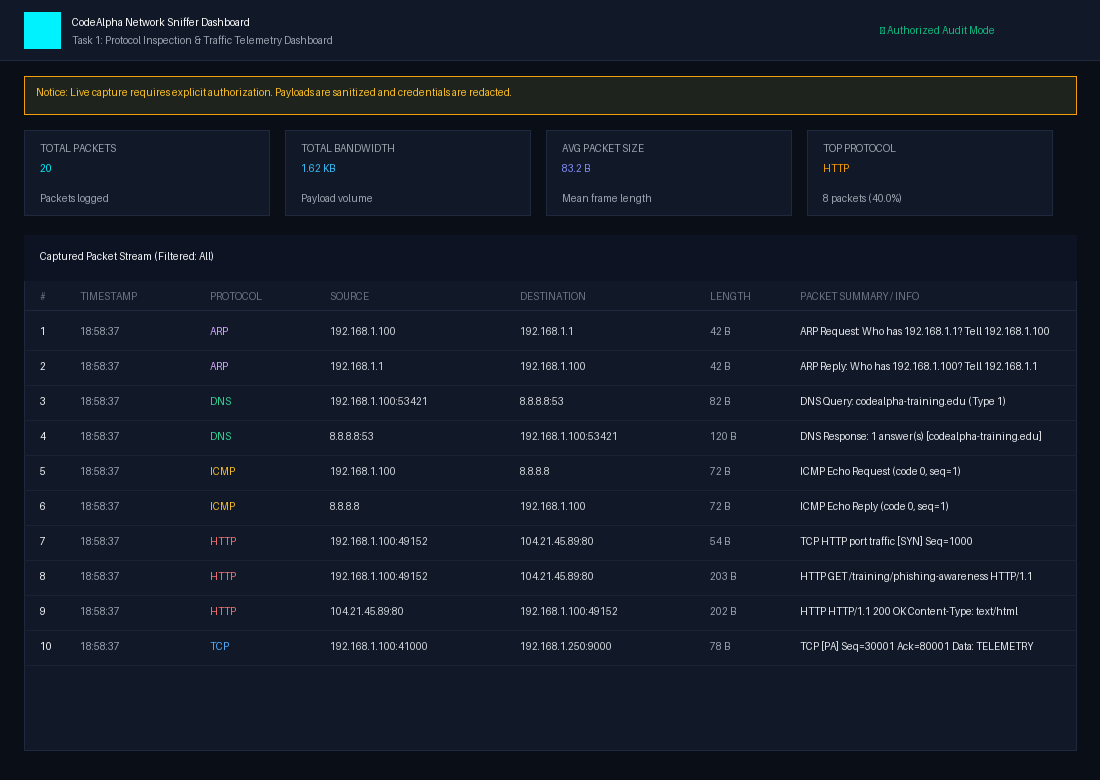 CodeAlpha Network Sniffer Dashboard
Task 1: Protocol Inspection & Traffic Telemetry Dashboard
Authorized Audit Mode
Notice: Live capture requires explicit authorization. Payloads are sanitized and credentials are redacted.
TOTAL PACKETS TOTAL BANDWIDTH AVG PACKET SIZE TOP PROTOCOL
20 1.62 KB 83.2 B HTTP
Packets logged Payload volume Mean frame length 8 packets (40.0%)
Captured Packet Stream (Filtered: All)
# TIMESTAMP PROTOCOL SOURCE DESTINATION LENGTH PACKET SUMMARY / INFO
1 18:58:37 ARP 192.168.1.100 192.168.1.1 42 B ARP Request: Who has 192.168.1.1? Tell 192.168.1.100
2 18:58:37 ARP 192.168.1.1 192.168.1.100 42 B ARP Reply: Who has 192.168.1.100? Tell 192.168.1.1
3 18:58:37 DNS 192.168.1.100:53421 8.8.8.8:53 82 B DNS Query: codealpha-training.edu (Type 1)
4 18:58:37 DNS 8.8.8.8:53 192.168.1.100:53421 120 B DNS Response: 1 answer(s) [codealpha-training.edu]
5 18:58:37 ICMP 192.168.1.100 8.8.8.8 72 B ICMP Echo Request (code 0, seq=1)
6 18:58:37 ICMP 8.8.8.8 192.168.1.100 72 B ICMP Echo Reply (code 0, seq=1)
7 18:58:37 HTTP 192.168.1.100:49152 104.21.45.89:80 54 B TCP HTTP port traffic [SYN] Seq=1000
8 18:58:37 HTTP 192.168.1.100:49152 104.21.45.89:80 203 B HTTP GET /training/phishing-awareness HTTP/1.1
9 18:58:37 HTTP 104.21.45.89:80 192.168.1.100:49152 202 B HTTP HTTP/1.1 200 OK Content-Type: text/html
10 18:58:37 TCP 192.168.1.100:41000 192.168.1.250:9000 78 B TCP [PA] Seq=30001 Ack=80001 Data: TELEMETRY